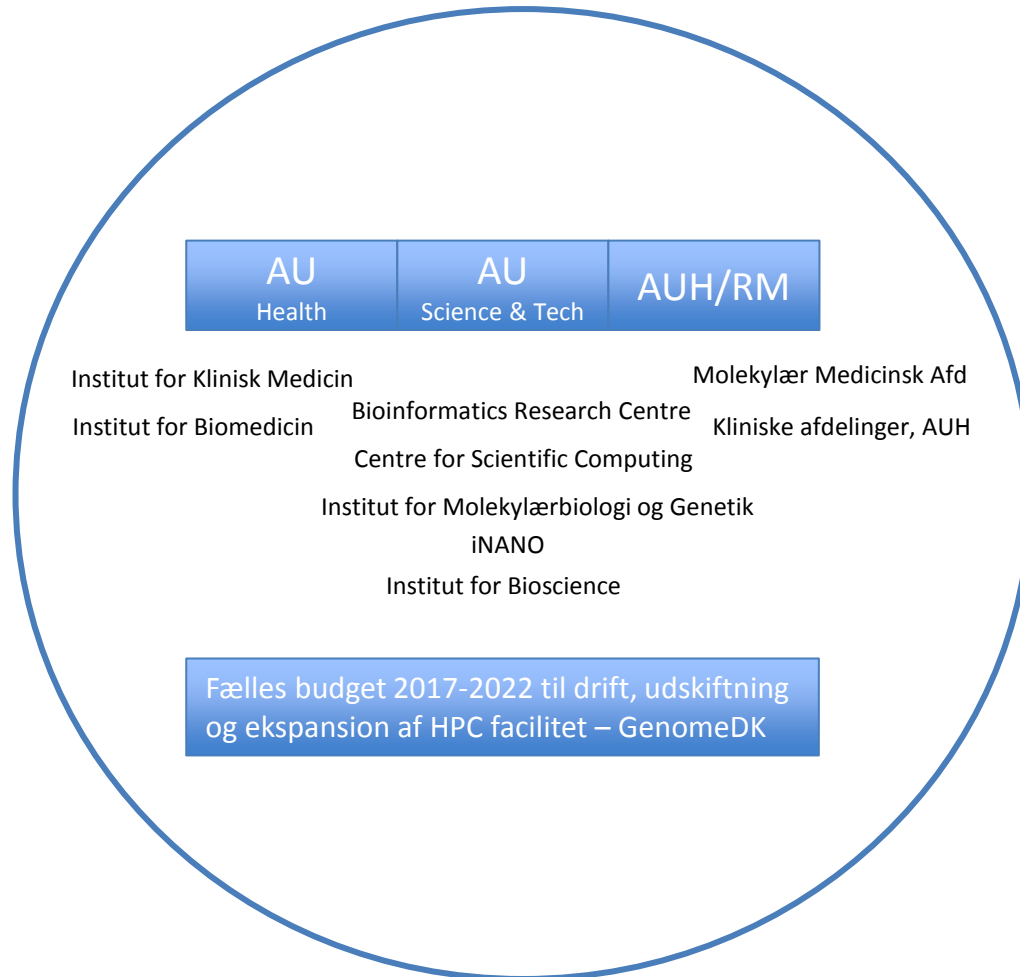 AU
Health
AU
Science & Tech
AUH/RM
Institut for Klinisk Medicin
Institut for Biomedicin
Bioinformatics Research Centre
Centre for Scientific Computing
Institut for Molekylærbiologi og Genetik
iNANO
Institut for Bioscience
Molekylær Medicinsk Afd
Kliniske afdelinger, AUH
Fælles budget 2017-2022 til drift, udskiftning
og ekspansion af HPC facilitet – GenomeDK